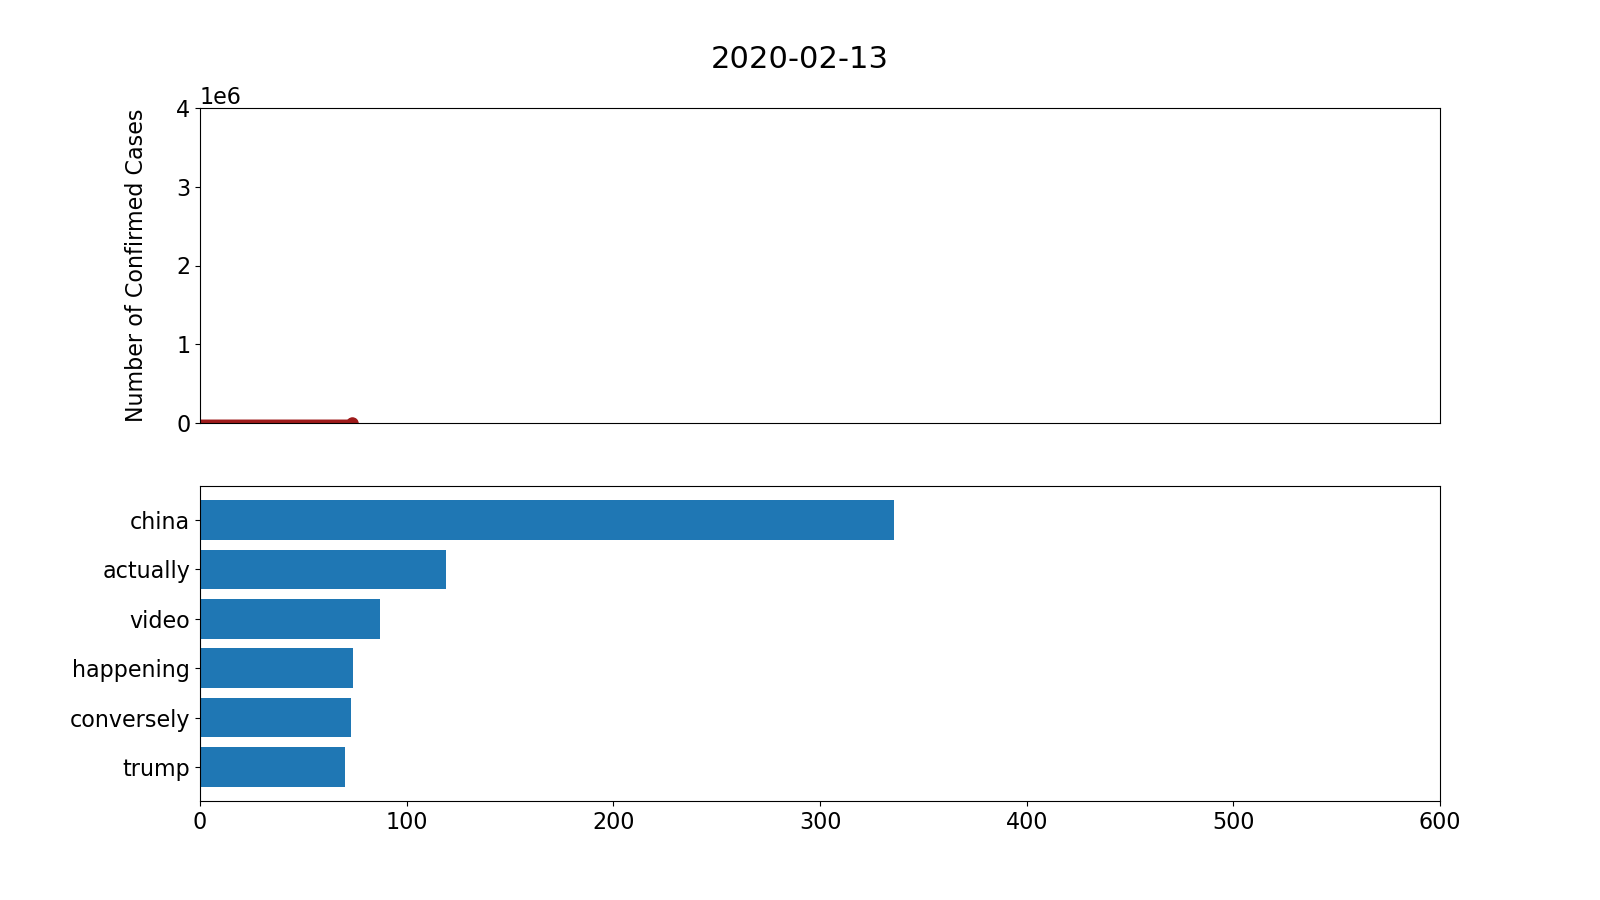 2020-02-13
1e6
Number of Confirmed Cases
4
3
2
1
0
china
actually
video
happening
conversely
trump
0 100 200 300 400 500 600